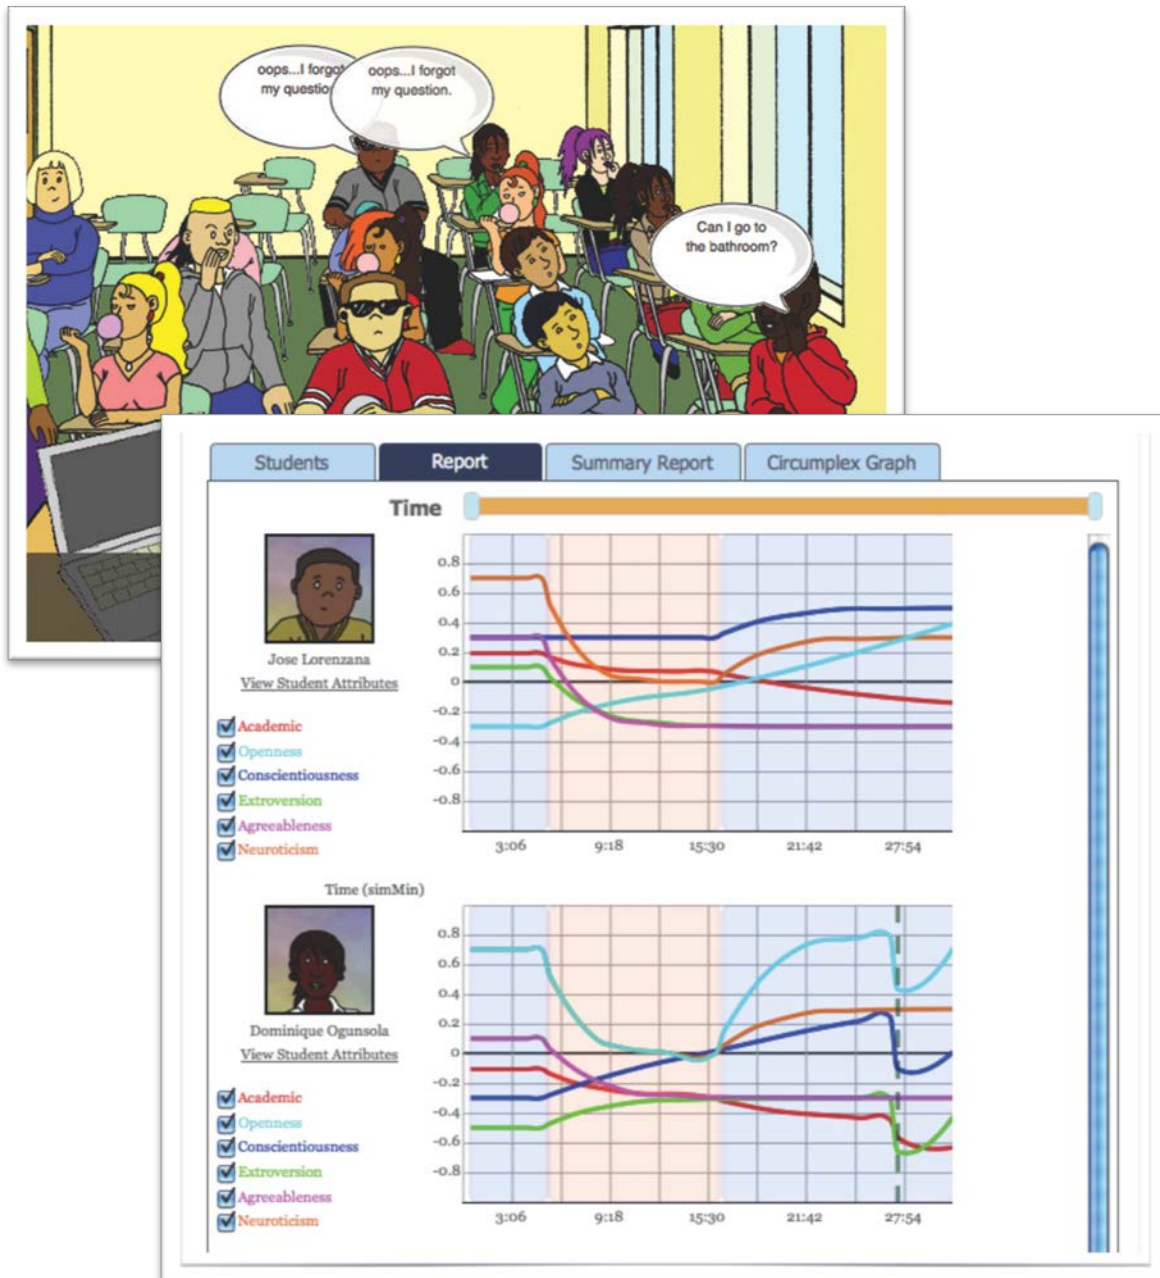 oops...I forgot
my questio
oops...I forgot
my question.
Can I go to
the bathroom?
Students
Report
Summary Report
Circumplex Graph
Time
Jose Lorenzana
View Student Attributes
Academic
Openness
Conscientiousness
Extroversion
Agreeableness
Neuroticism
0.8
0.6
0.4
0.2
0
-0.2
-0.4
-0.6
-0.8
3:06 9:18 15:30 21:42 27:54
Time (simMin)
Dominique Ogunsola
View Student Attributes
Academic
Openness
Conscientiousness
Extroversion
Agreeableness
Neuroticism
0.8
0.6
0.4
0.2
0
-0.2
-0.4
-0.6
-0.8
3:06 9:18 15:30 21:42 27:54